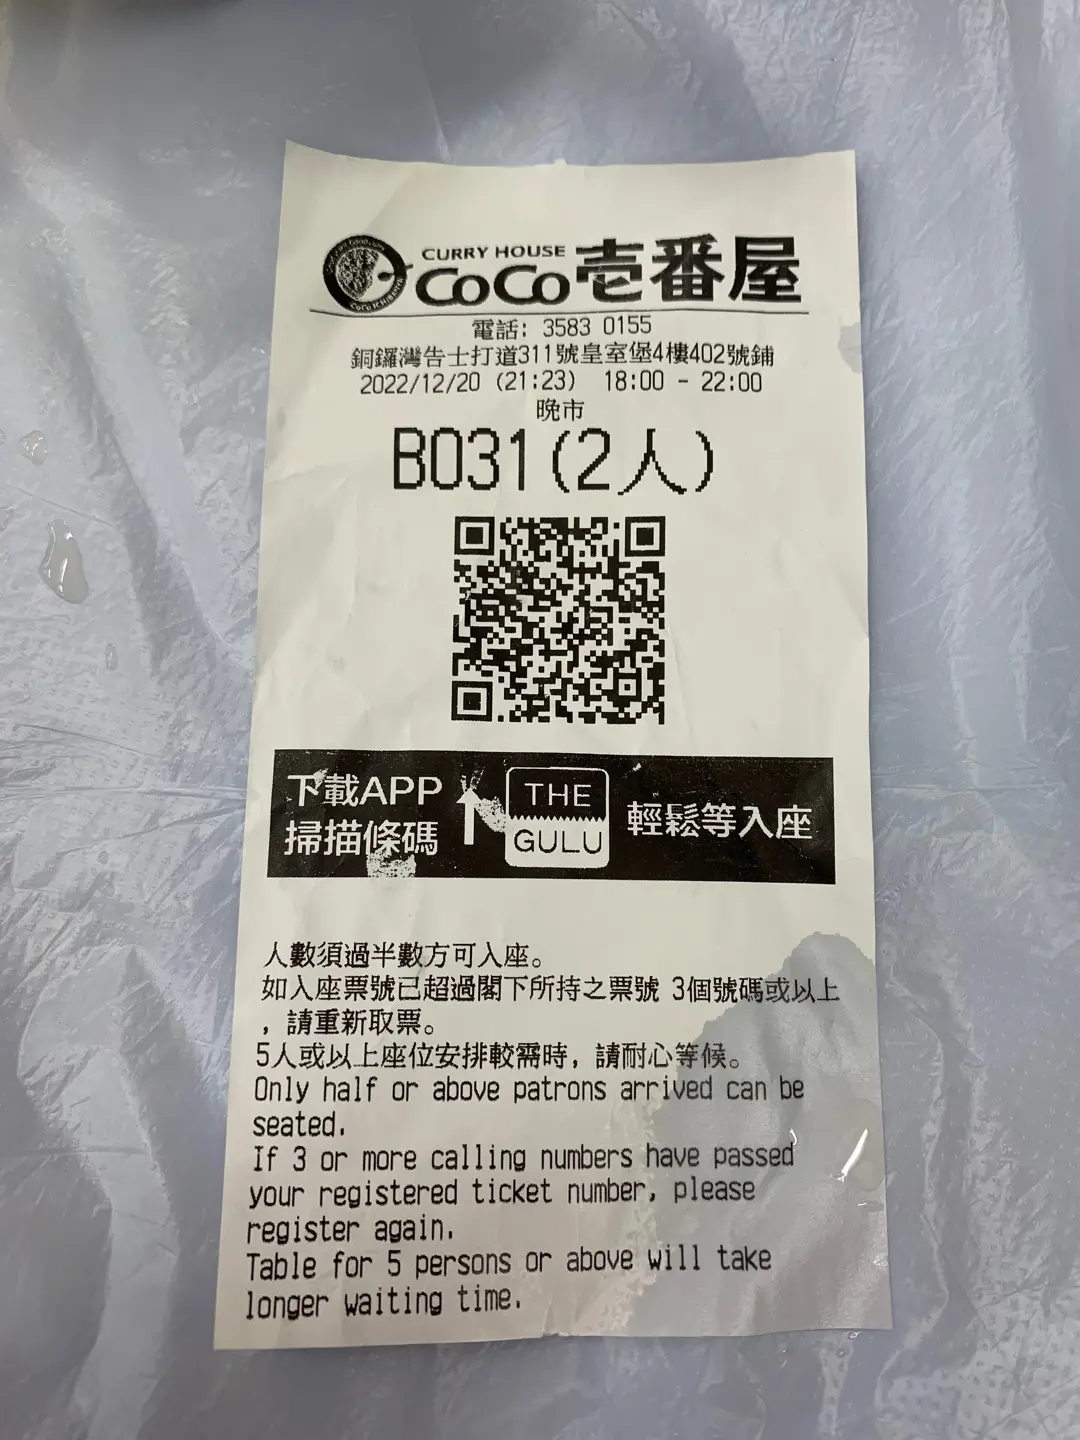 CURRY HOUSE
CoCo壱番屋
電話: 3583 0155
銅鑼灣告士打道311號皇室堡4樓402號鋪
2022/12/20 (21:23) 18:00 - 22:00
晚市
B031(2人)
下載APP
掃描條碼
THE
GULU
輕鬆等入座
人數須過半數方可入座。
如入座票號已超過閣下所持之票號 3個號碼或以上
，請重新取票。
5人或以上座位安排較需時, 請耐心等候。
Only half or above patrons arrived can be
seated.
If 3 or more calling numbers have passed
your registered ticket number, please
register again.
Table for 5 persons or above will take
longer waiting time.